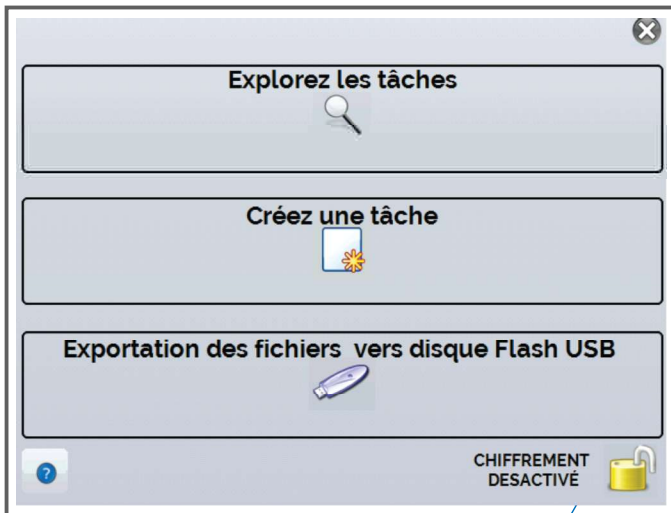 Explorez les tâches
Créez une tâche
Exportation des fichiers vers disque Flash USB
?
CHIFFREMENT
DESACTIVÉ